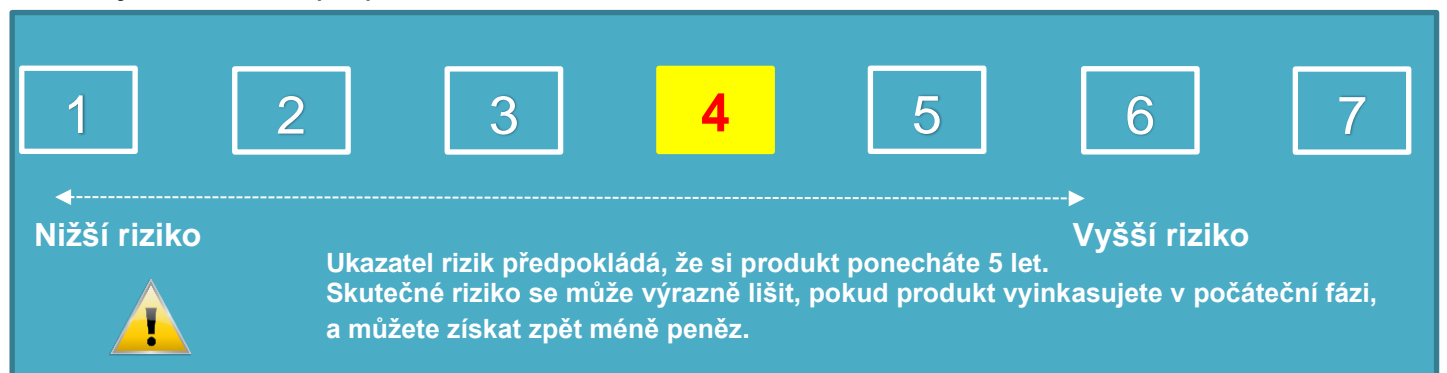 1 2 3 4 5 6 7
Nižší riziko Vyšší riziko
Ukazatel rizik předpokládá, že si produkt ponecháte 5 let.
Skutečné riziko se může výrazně lišit, pokud produkt vyinkasujete v počáteční fázi,
a můžete získat zpět méně peněz.